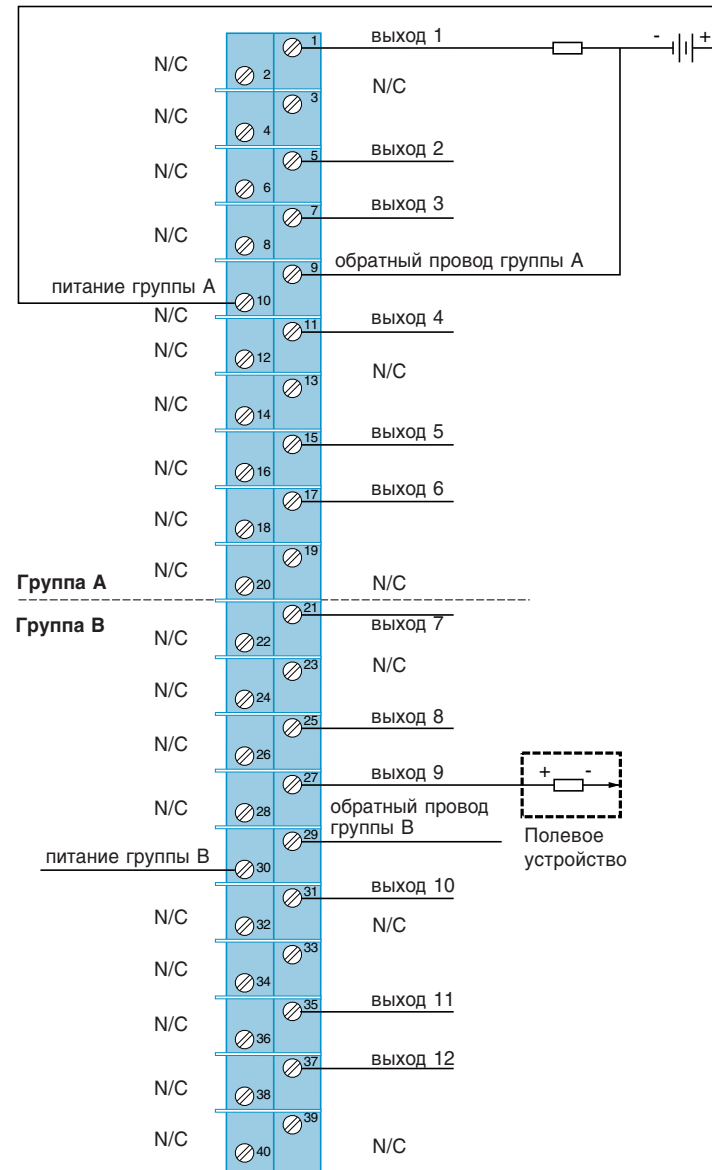 1 выход 1 - +
N/C 2 N/C
3
N/C 4
5 выход 2
N/C 6
7 выход 3
N/C 8
9 обратный провод группы А
питание группы А 10
N/C
11 выход 4
N/C 12
13 N/C
N/C 14
15 выход 5
N/C 16
17 выход 6
N/C 18
19
N/C 20 N/C
Группа А
Группа В
21 выход 7
N/C 22
23 N/C
N/C 24
25 выход 8
N/C 26
27 выход 9 + -
N/C 28
обратный провод
29 группы В
Полевое
устройство
питание группы В 30
31 выход 10
N/C 32 N/C
33
N/C 34
35 выход 11
N/C 36
37 выход 12
N/C 38
39
N/C 40 N/C